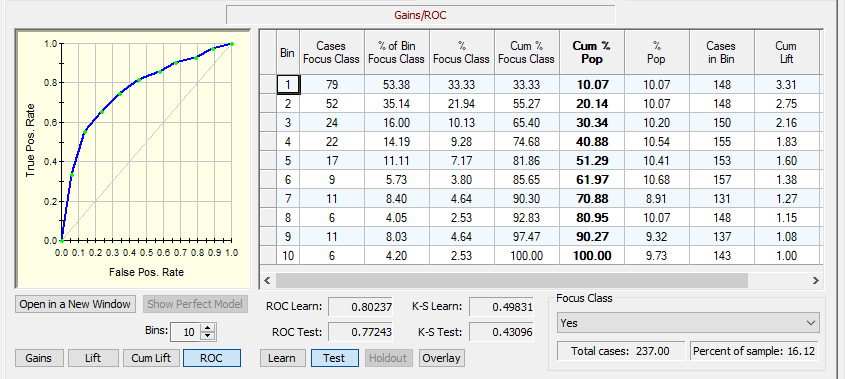 Gains/ROC
True Pos. Rate
1.0
0.8
0.6
0.4
0.2
0.0
0.0 0.1 0.2 0.3 0.4 0.5 0.6 0.7 0.8 0.9 1.0
False Pos. Rate
Bin Cases Focus Class % of Bin Focus Class % Focus Class Cum % Focus Class Cum % Pop % Pop Cases in Bin Cum Lift
1 79 53.38 33.33 33.33 10.07 10.07 148 3.31
2 52 35.14 21.94 55.27 20.14 10.07 148 2.75
3 24 16.00 10.13 65.40 30.34 10.20 150 2.16
4 22 14.19 9.28 74.68 40.88 10.54 155 1.83
5 17 11.11 7.17 81.86 51.29 10.41 153 1.60
6 9 5.73 3.80 85.65 61.97 10.68 157 1.38
7 11 8.40 4.64 90.30 70.88 8.91 131 1.27
8 6 4.05 2.53 92.83 80.95 10.07 148 1.15
9 11 8.03 4.64 97.47 90.27 9.32 137 1.08
10 6 4.20 2.53 100.00 100.00 9.73 143 1.00
Open in a New Window Show Perfect Model
Bins: 10
Gains Lift Cum Lift ROC
ROC Learn: 0.80237 K-S Learn: 0.49831
ROC Test: 0.77243 K-S Test: 0.43096
Learn Test Holdout Overlay
Focus Class
Yes
Total cases: 237.00 Percent of sample: 16.12